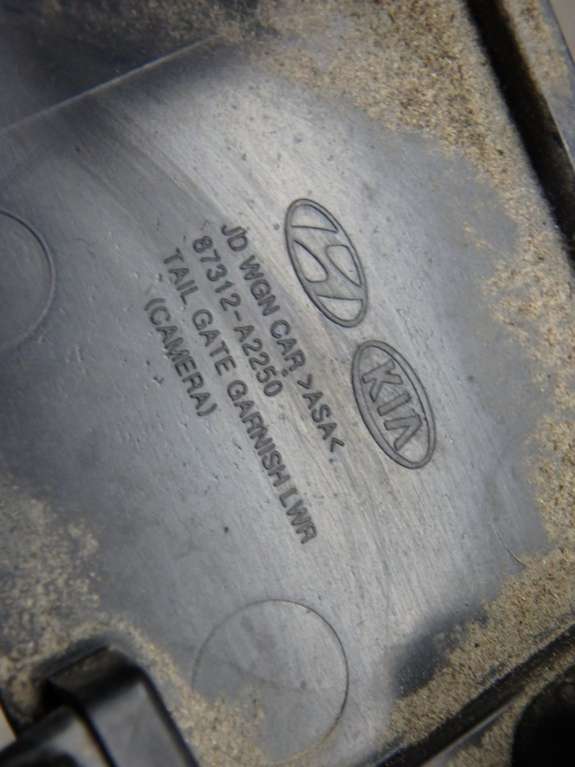 JD WGN CAR >ASA<
87312-A2250
TAIL GATE GARNISH LWR
(CAMERA)
KIA